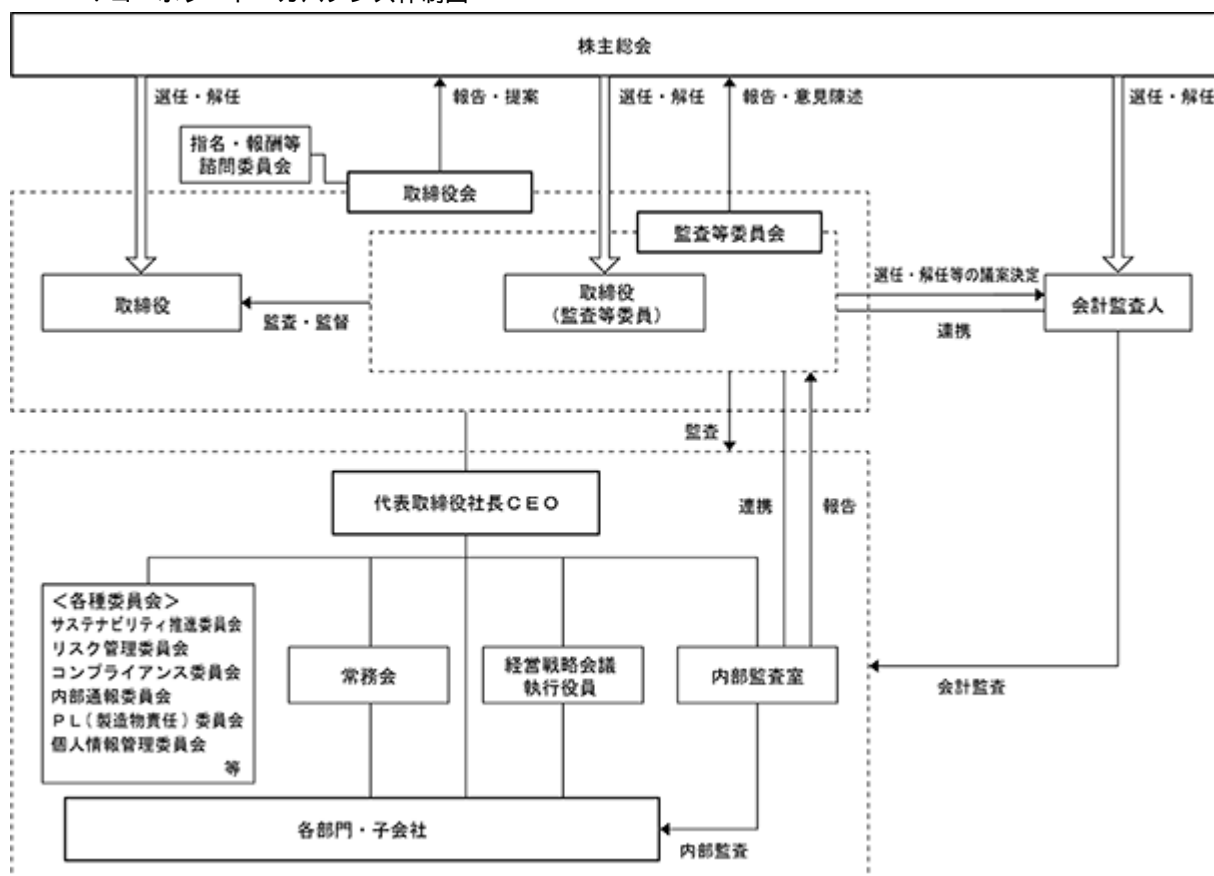 株主総会
選任・解任
報告・提案
選任・解任
報告・意見陳述
選任・解任
指名・報酬等
諮問委員会
取締役会
監査等委員会
取締役
監査・監督
取締役
(監査等委員)
選任・解任等の議案決定
連携
会計監査人
監査
代表取締役社長CEO
連携
報告
<各種委員会>
サステナビリティ推進委員会
リスク管理委員会
コンプライアンス委員会
内部通報委員会
PL(製造物責任)委員会
個人情報管理委員会
等
常務会
経営戦略会議
執行役員
内部監査室
会計監査
各部門・子会社
内部監査